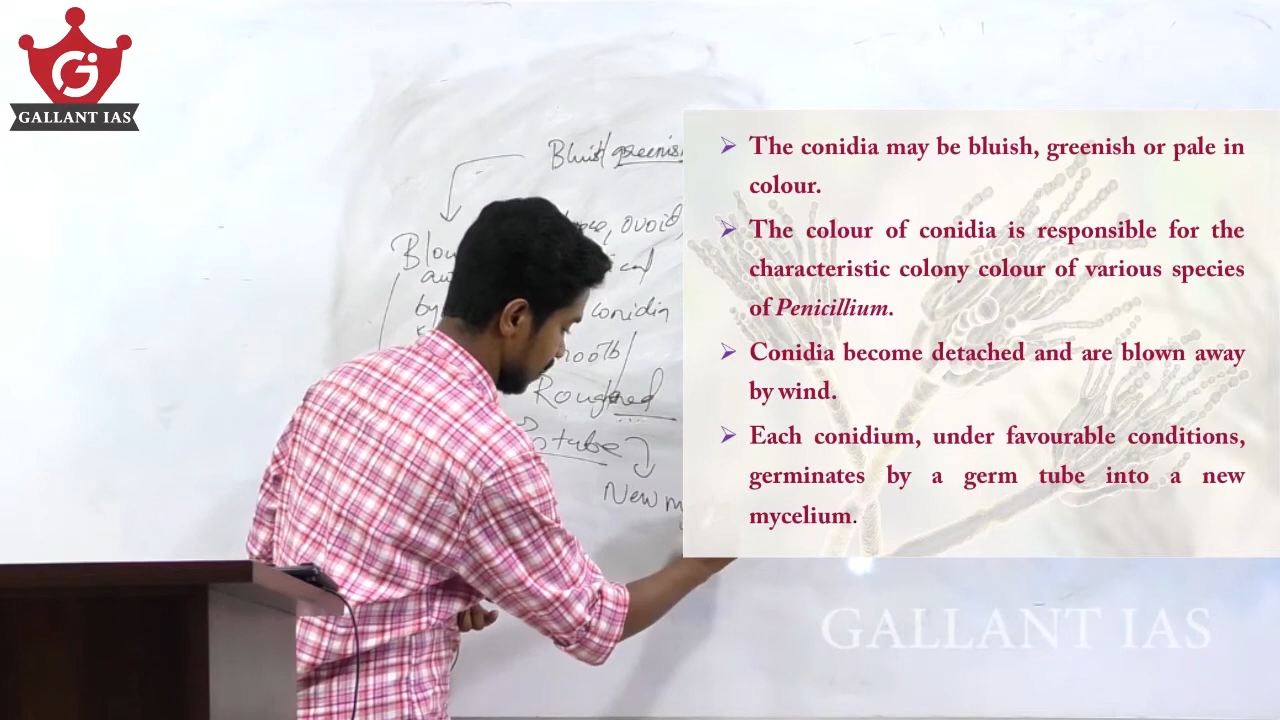 GALLANT IAS
Bluish/greenish
ovoid,
conidia
Roughened
tube
New
The conidia may be bluish, greenish or pale in
colour.
The colour of conidia is responsible for the
characteristic colony colour of various species
of Penicillium.
Conidia become detached and are blown away
by wind.
Each conidium, under favourable conditions,
germinates by a germ tube into a new
mycelium.
GALLANT IAS